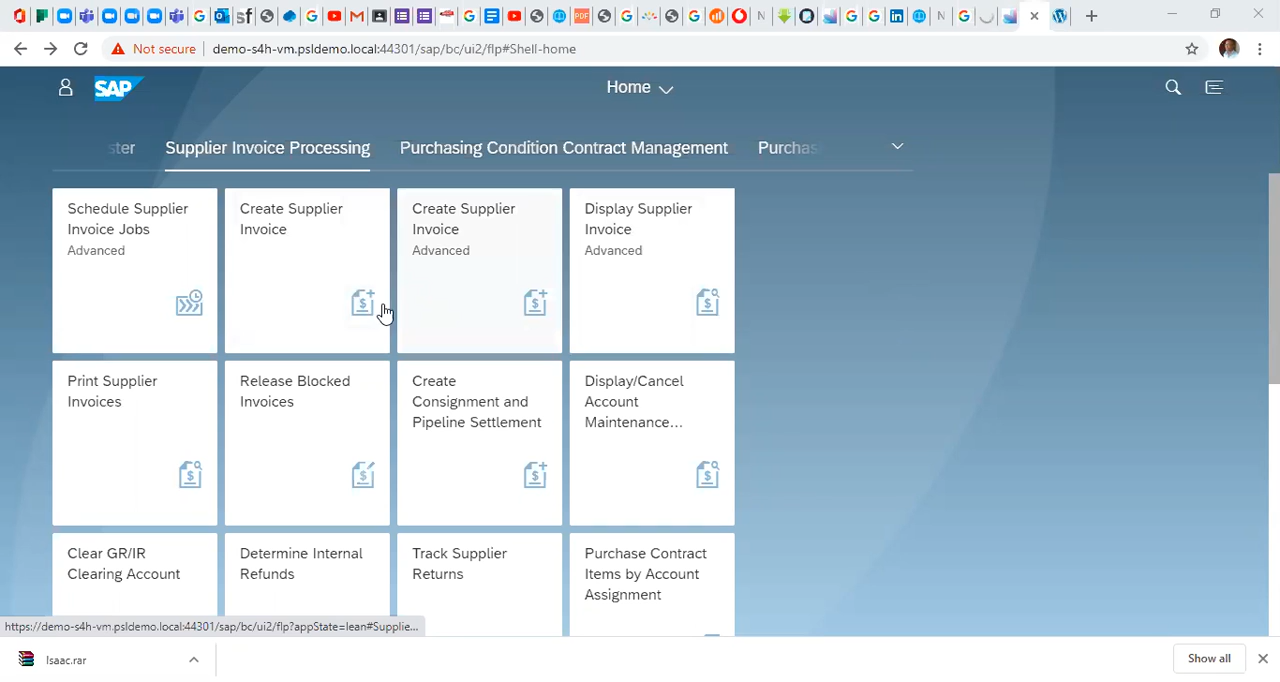 Not secure
demo-s4h-vm.psldemo.local:44301/sap/bc/ui2/flp#Shell-home
SAP
Home
ster
Supplier Invoice Processing
Purchasing Condition Contract Management
Purchas
Schedule Supplier
Invoice Jobs
Advanced
Create Supplier
Invoice
Create Supplier
Invoice
Advanced
Display Supplier
Invoice
Advanced
Print Supplier
Invoices
Release Blocked
Invoices
Create
Consignment and
Pipeline Settlement
Display/Cancel
Account
Maintenance...
Clear GR/IR
Clearing Account
Determine Internal
Refunds
Track Supplier
Returns
Purchase Contract
Items by Account
Assignment
https://demo-s4h-vm.psldemo.local:44301/sap/bc/ui2/flp?appState=lean#Supplie...
Isaac.rar
Show all